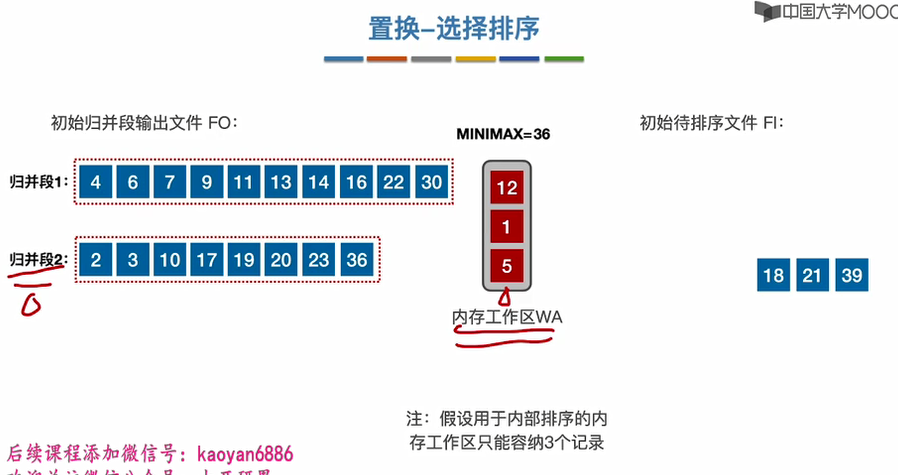 中国大学MOOC
置换-选择排序
初始归并段输出文件 FO：
MINIMAX=36
初始待排序文件 FI：
归并段1： 4 6 7 9 11 13 14 16 22 30
12
1
5
归并段2： 2 3 10 17 19 20 23 36
18 21 39
内存工作区WA
注：假设用于内部排序的内
存工作区只能容纳3个记录
后续课程添加微信号：kaoyan6886